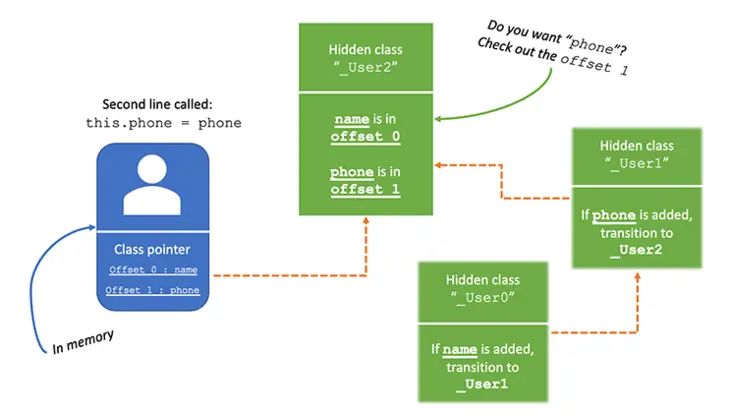 Second line called:
this.phone = phone
Class pointer
Offset 0 : name
Offset 1 : phone
In memory
Hidden class
“_User2”
name is in
offset 0
phone is in
offset 1
Do you want “phone”?
Check out the offset 1
Hidden class
“_User1”
If phone is added,
transition to
_User2
Hidden class
“_User0”
If name is added,
transition to
_User1